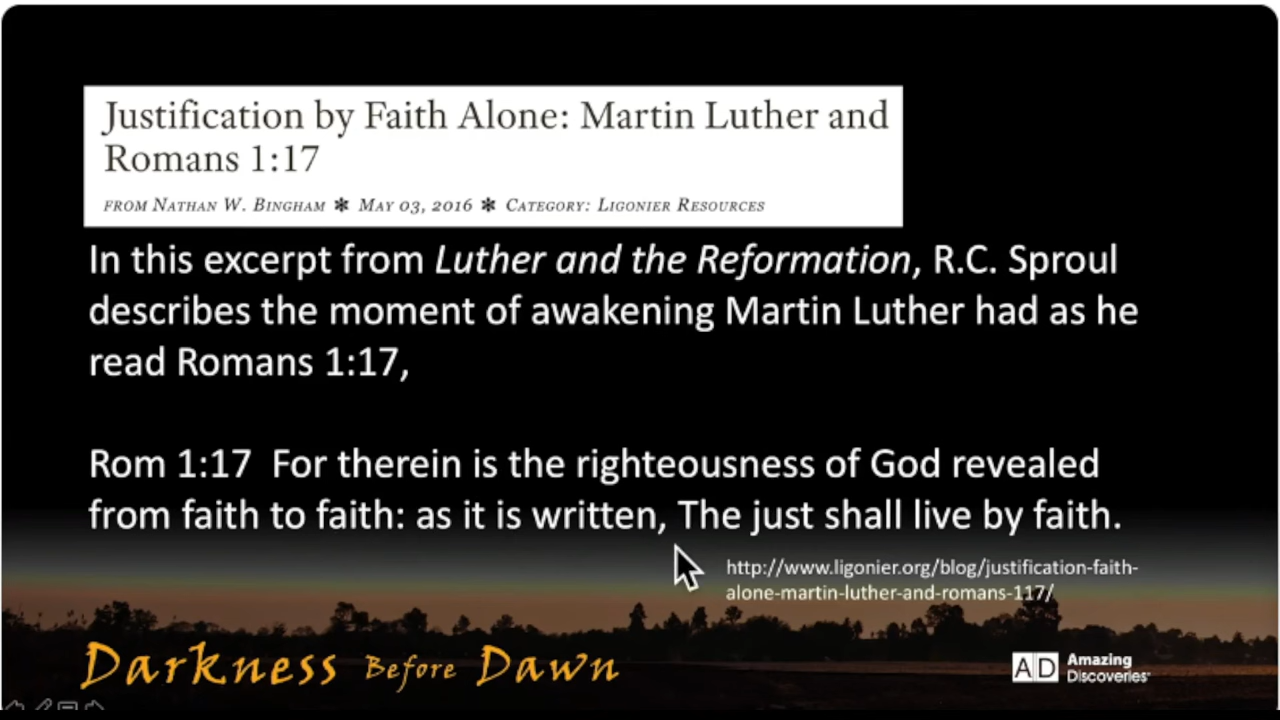 Justification by Faith Alone: Martin Luther and
Romans 1:17
FROM NATHAN W. BINGHAM ✻ MAY 03, 2016 ✻ CATEGORY: LIGONIER RESOURCES
In this excerpt from Luther and the Reformation, R.C. Sproul
describes the moment of awakening Martin Luther had as he
read Romans 1:17,
Rom 1:17  For therein is the righteousness of God revealed
from faith to faith: as it is written, The just shall live by faith.
http://www.ligonier.org/blog/justification-faith-
alone-martin-luther-and-romans-117/
Darkness Before Dawn
AD Amazing
Discoveries